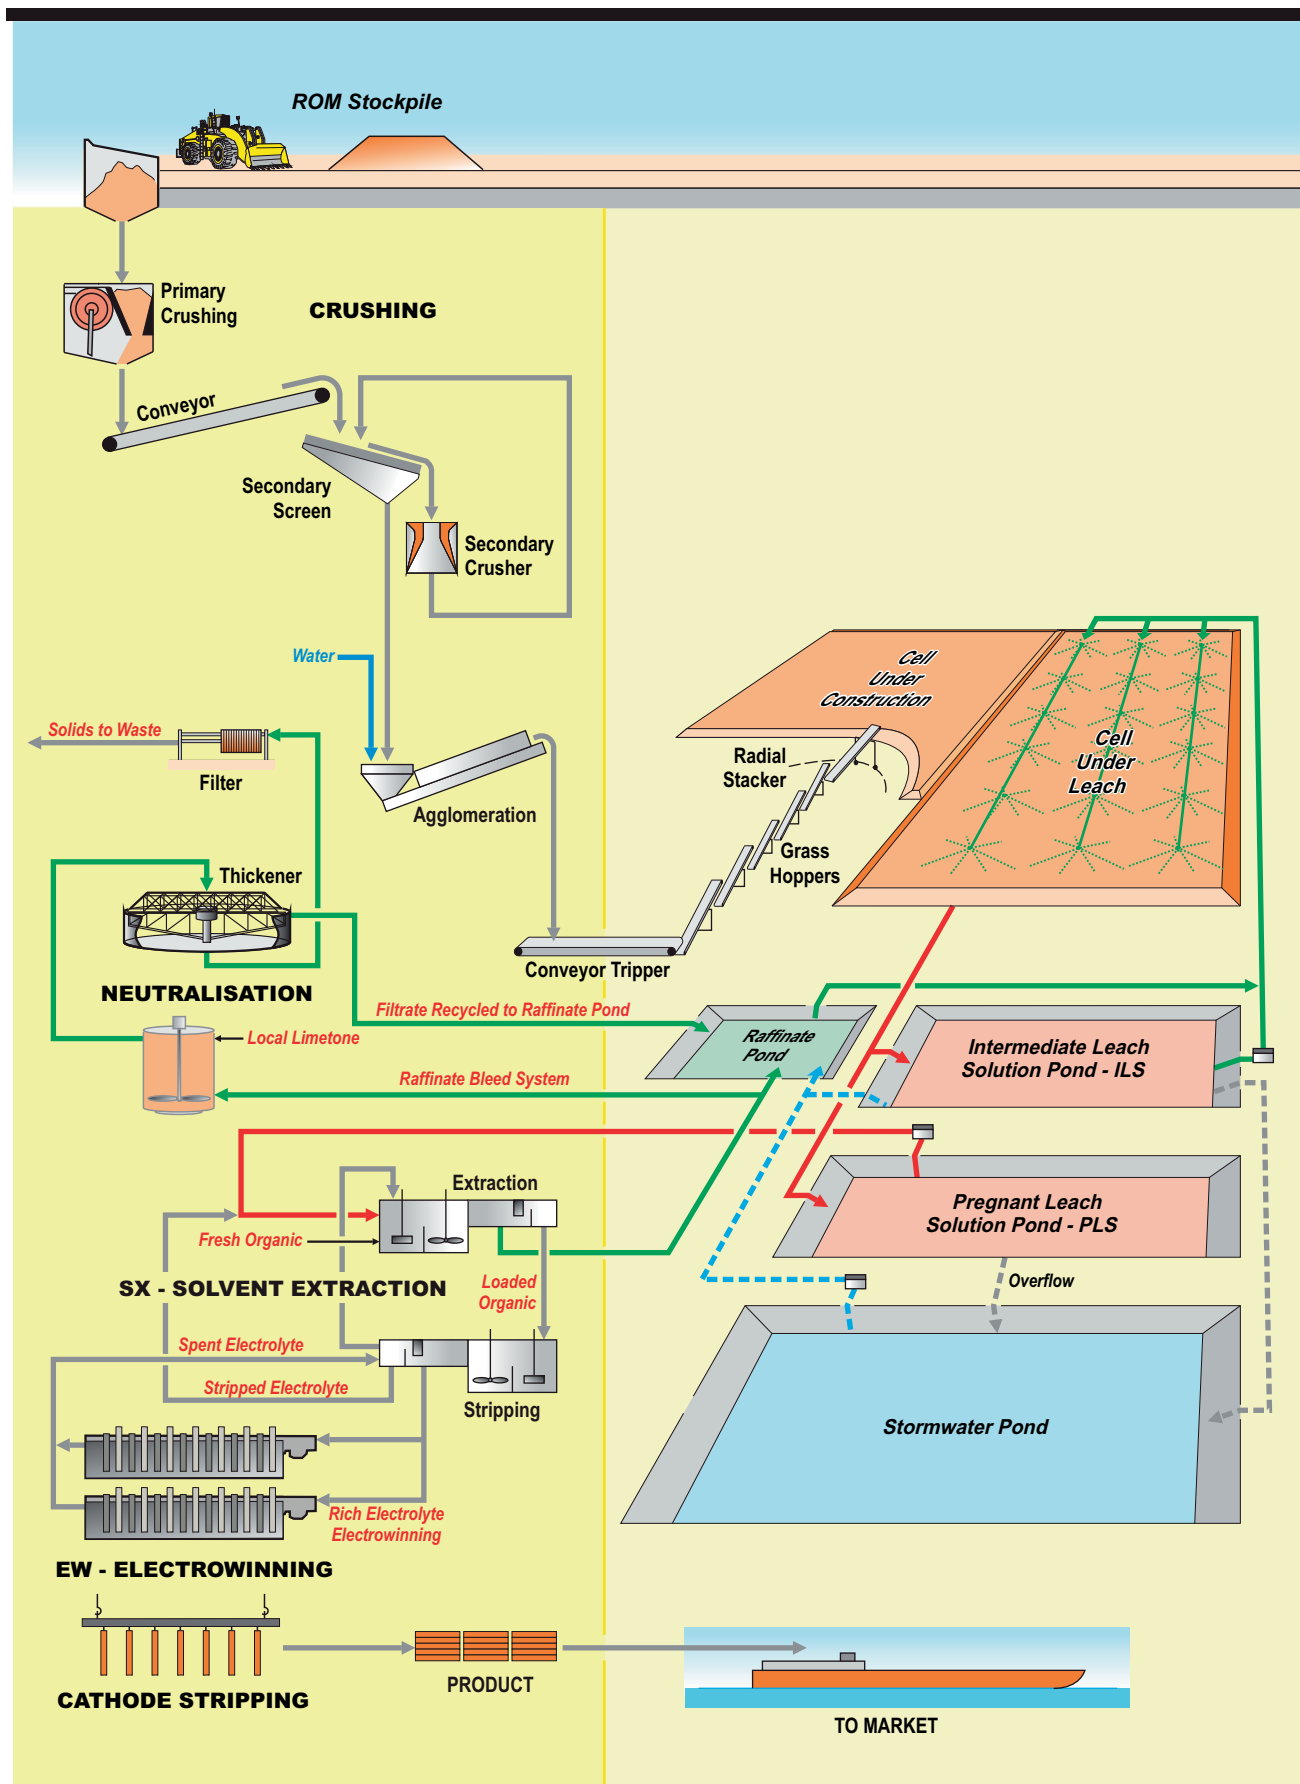 ROM Stockpile
Primary
Crushing
CRUSHING
Conveyor
Secondary
Screen
Secondary
Crusher
Water
Cell
Under
Construction
Solids to Waste
Filter
Radial
Stacker
Cell
Under
Leach
Agglomeration
Grass
Hoppers
Thickener
Conveyor Tripper
NEUTRALISATION
Filtrate Recycled to Raffinate Pond
Local Limetone
Raffinate
Pond
Intermediate Leach
Solution Pond - ILS
Raffinate Bleed System
Extraction
Pregnant Leach
Solution Pond - PLS
Fresh Organic
SX - SOLVENT EXTRACTION
Loaded
Organic
Overflow
Spent Electrolyte
Stripped Electrolyte
Stripping
Stormwater Pond
Rich Electrolyte
Electrowinning
EW - ELECTROWINNING
PRODUCT
CATHODE STRIPPING
TO MARKET